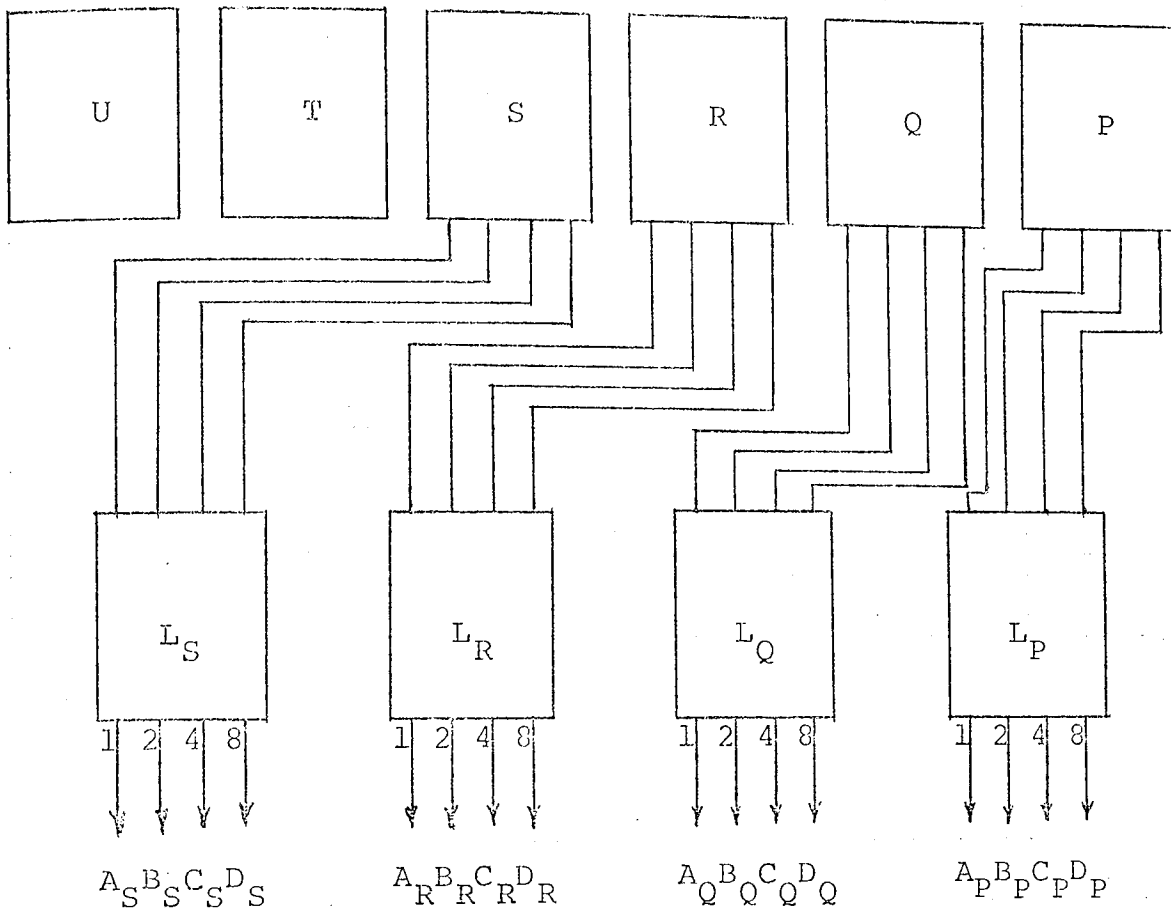 U T S R Q P
L_S L_R L_Q L_P
1 2 4 8 1 2 4 8 1 2 4 8 1 2 4 8
A_S B_S C_S D_S A_R B_R C_R D_R A_Q B_Q C_Q D_Q A_P B_P C_P D_P